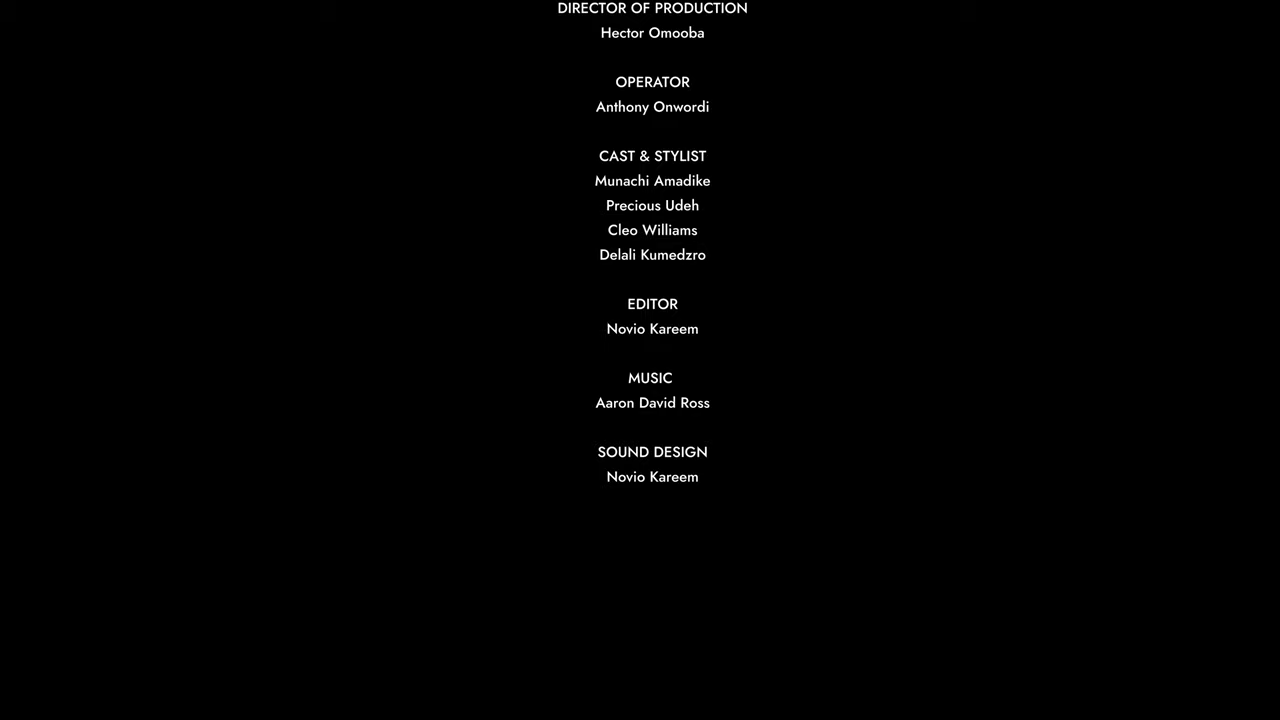 DIRECTOR OF PRODUCTION
Hector Omooba
OPERATOR
Anthony Onwordi
CAST & STYLIST
Munachi Amadike
Precious Udeh
Cleo Williams
Delali Kumedzro
EDITOR
Novio Kareem
MUSIC
Aaron David Ross
SOUND DESIGN
Novio Kareem